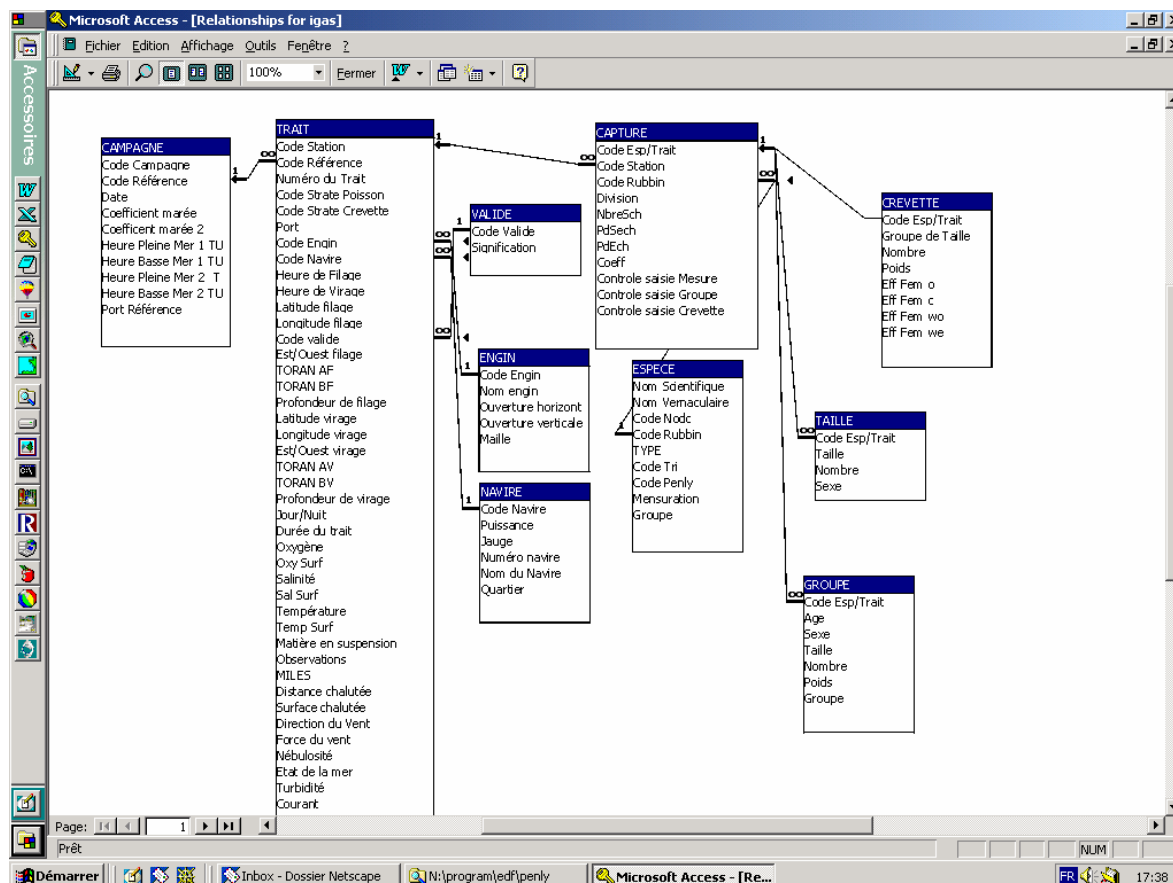 Microsoft Access - [Relationships for igas]
Fichier Edition Affichage Outils Fenêtre ?
100% Fermer
Accessoires
CAMPAGNE
Code Campagne
Code Référence
Date
Coefficient marée
Coefficent marée 2
Heure Pleine Mer 1 TU
Heure Basse Mer 1 TU
Heure Pleine Mer 2 T
Heure Basse Mer 2 TU
Port Référence
TRAIT
Code Station
Code Référence
Numéro du Trait
Code Strate Poisson
Code Strate Crevette
Port
Code Engin
Code Navire
Heure de Filage
Heure de Virage
Latitude filage
Longitude filage
Code valide
Est/Ouest filage
TORAN AF
TORAN BF
Profondeur de filage
Latitude virage
Longitude virage
Est/Ouest virage
TORAN AV
TORAN BV
Profondeur de virage
Jour/Nuit
Durée du trait
Oxygène
Oxy Surf
Salinité
Sal Surf
Température
Temp Surf
Matière en suspension
Observations
MILES
Distance chalutée
Surface chalutée
Direction du Vent
Force du vent
Nébulosité
Etat de la mer
Turbidité
Courant
VALIDE
Code Valide
Signification
ENGIN
Code Engin
Nom engin
Ouverture horizont
Ouverture verticale
Maille
NAVIRE
Code Navire
Puissance
Jauge
Numéro navire
Nom du Navire
Quartier
CAPTURE
Code Esp/Trait
Code Station
Code Rubbin
Division
NbreSch
PdSech
PdEch
Coeff
Controle saisie Mesure
Controle saisie Groupe
Controle saisie Crevette
ESPECE
Nom Scientifique
Nom Vernaculaire
Code Nodc
Code Rubbin
TYPE
Code Tri
Code Penly
Mensuration
Groupe
CREVETTE
Code Esp/Trait
Groupe de Taille
Nombre
Poids
Eff Fem o
Eff Fem c
Eff Fem wo
Eff Fem we
TAILLE
Code Esp/Trait
Taille
Nombre
Sexe
GROUPE
Code Esp/Trait
Age
Sexe
Taille
Nombre
Poids
Groupe
1 ∞
1 ∞
1 ∞
∞
∞
1
1
1
∞
1
∞
∞
Page: 1
Prêt NUM
Démarrer Inbox - Dossier Netscape N:\program\edf\penly Microsoft Access - [Re... FR 17:38